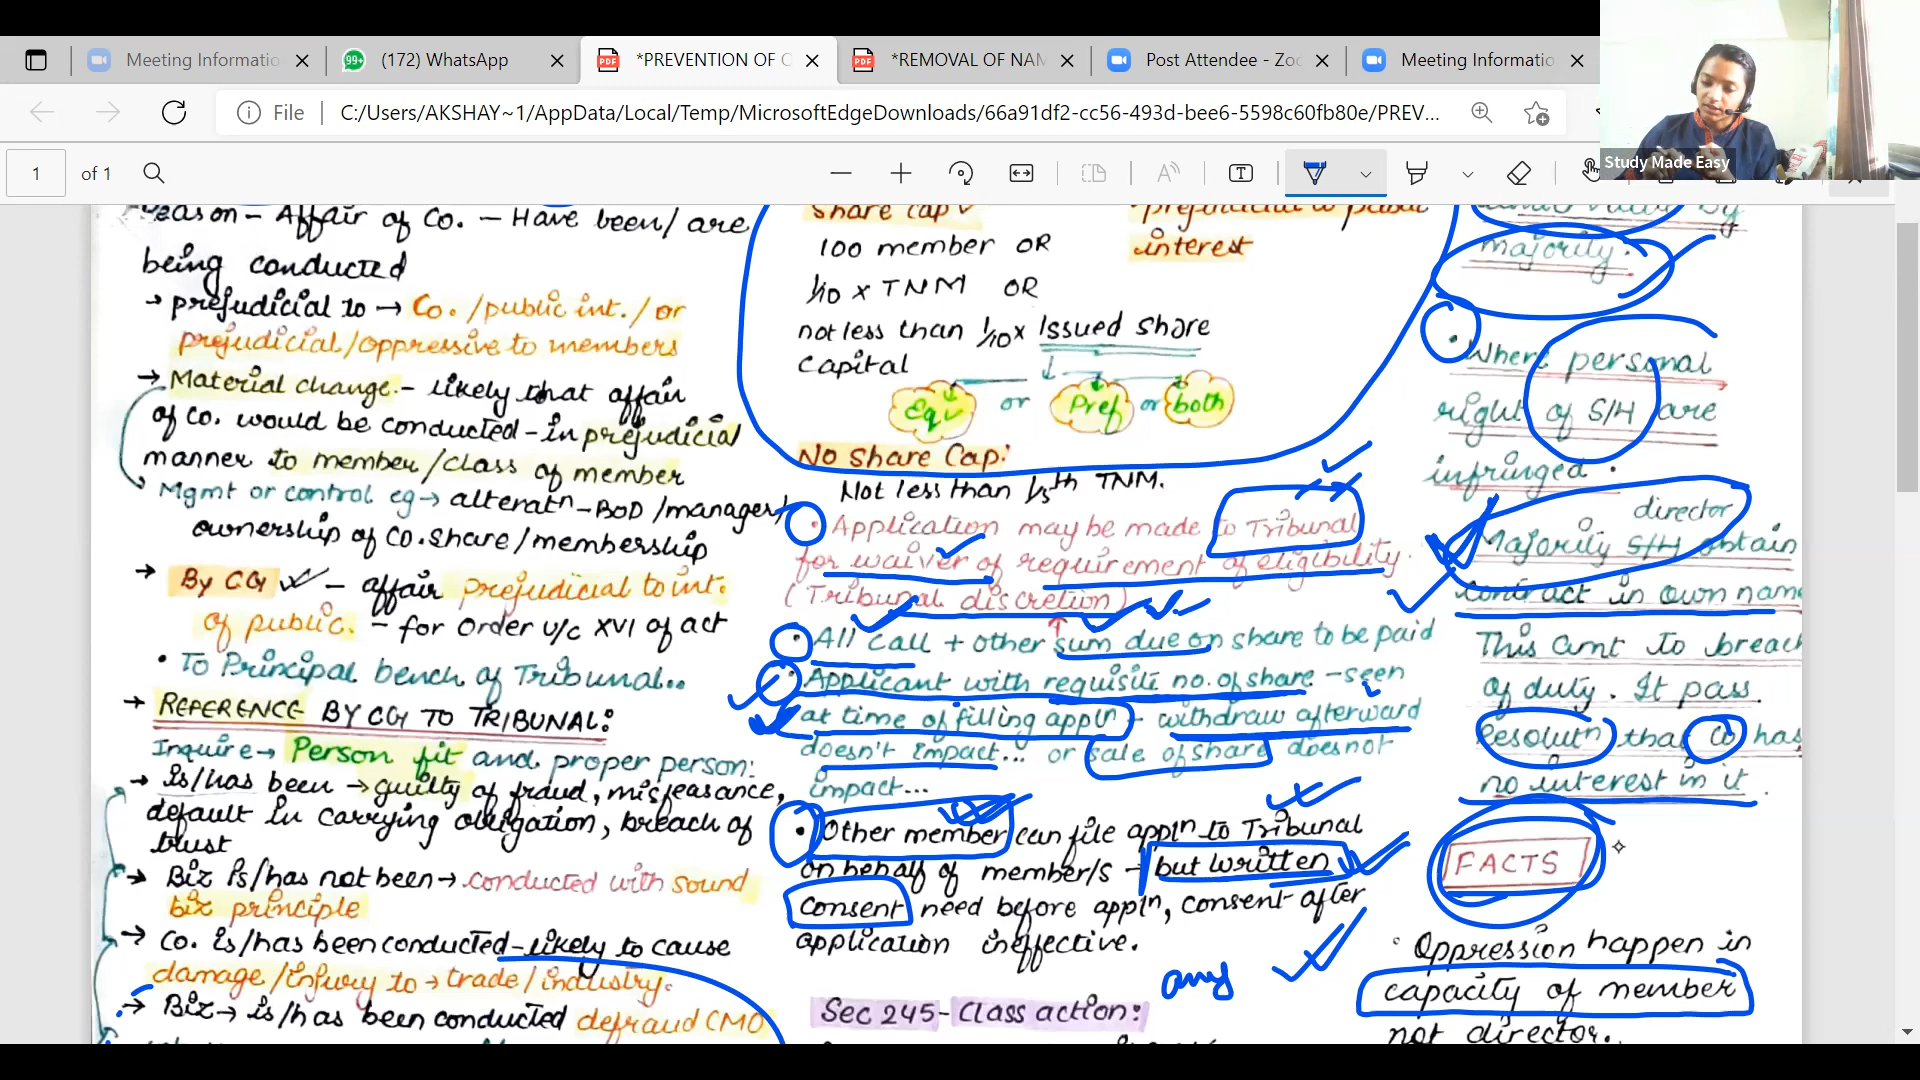 Meeting Informatio
99+
(172) WhatsApp
PDF
*PREVENTION OF O
PDF
*REMOVAL OF NAM
Post Attendee - Zoo
Meeting Informatio
File
C:/Users/AKSHAY~1/AppData/Local/Temp/MicrosoftEdgeDownloads/66a91df2-cc56-493d-bee6-5598c60fb80e/PREV...
Study Made Easy
1
of 1
Reason - Affair of Co. - Have been/are
being conducted
→ prejudicial to → Co. /public int. / or
prejudicial/oppressive to members
→ Material change - likely that affair
of Co. would be conducted - in prejudicial
manner to member/class of member
Mgmt or control eg → alteratn - BOD /manager/
ownership of Co. share/membership
→ By CG - affair prejudicial to int.
of public. - for order u/c XVI of act
• To Principal bench of Tribunal..
→ REFERENCE BY CG TO TRIBUNAL:
Inquire → Person fit and proper person:
→ is/has been → guilty of fraud, misfeasance,
default in carrying obligation, breach of
trust
→ Biz is/has not been → conducted with sound
biz principle
→ Co. is/has been conducted - likely to cause
damage/injury to → trade/industry.
→ Biz → is/has been conducted defraud CMO
share cap
100 member OR
1/10 x TNM OR
not less than 1/10 x Issued share
capital
Eq or Pref or both
No Share Cap:
Not less than 1/5th TNM.
• Application may be made to Tribunal
for waiver of requirement of eligibility.
(Tribunal discretion)
• All call + other sum due on share to be paid
• Applicant with requisite no. of share - seen
at time of filling appln - withdraw afterward
doesn't impact... or sale of share does not
impact...
• Other member can file appln to Tribunal
on behalf of member/s - but written
consent need before appln, consent after
application ineffective.
any
Sec 245 - Class action:
prejudicial to public
interest
by
majority.
• Where personal
right of S/H are
infringed.
director
Majority S/H obtain
contract in own name
This amt to breach
of duty. It pass
resolutn that Co has
no interest in it.
FACTS
• Oppression happen in
capacity of member
not director.